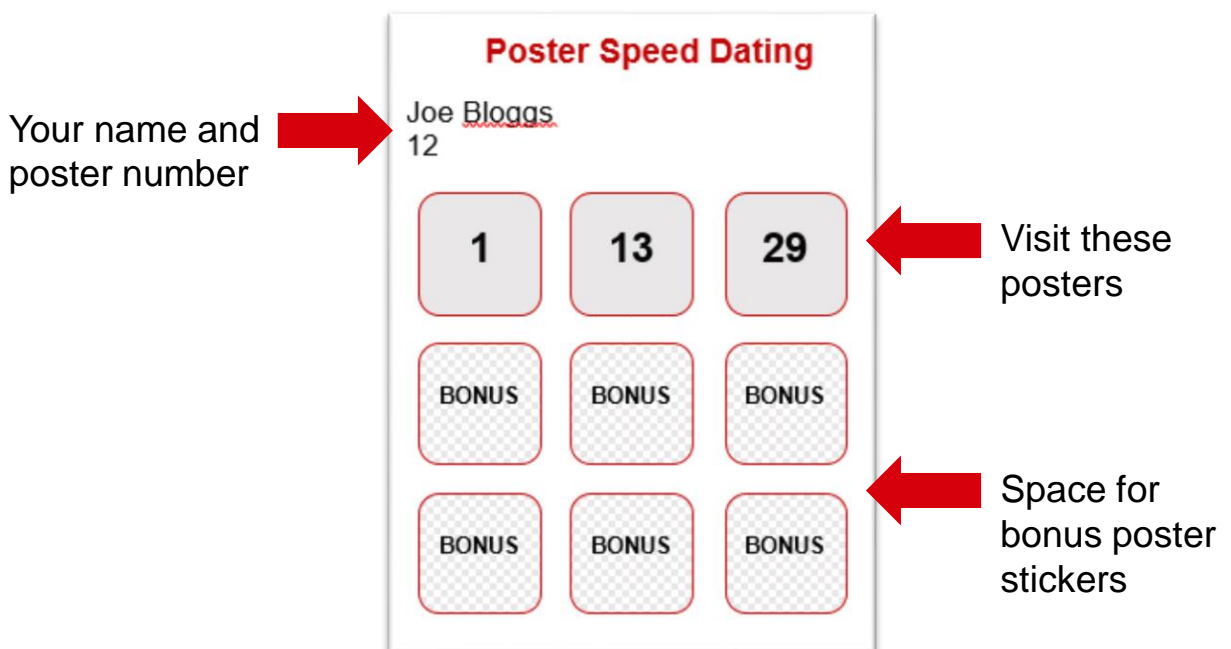 Poster Speed Dating
Your name and
poster number
Joe Bloggs
12
1 13 29
Visit these
posters
BONUS BONUS BONUS
BONUS BONUS BONUS
Space for
bonus poster
stickers